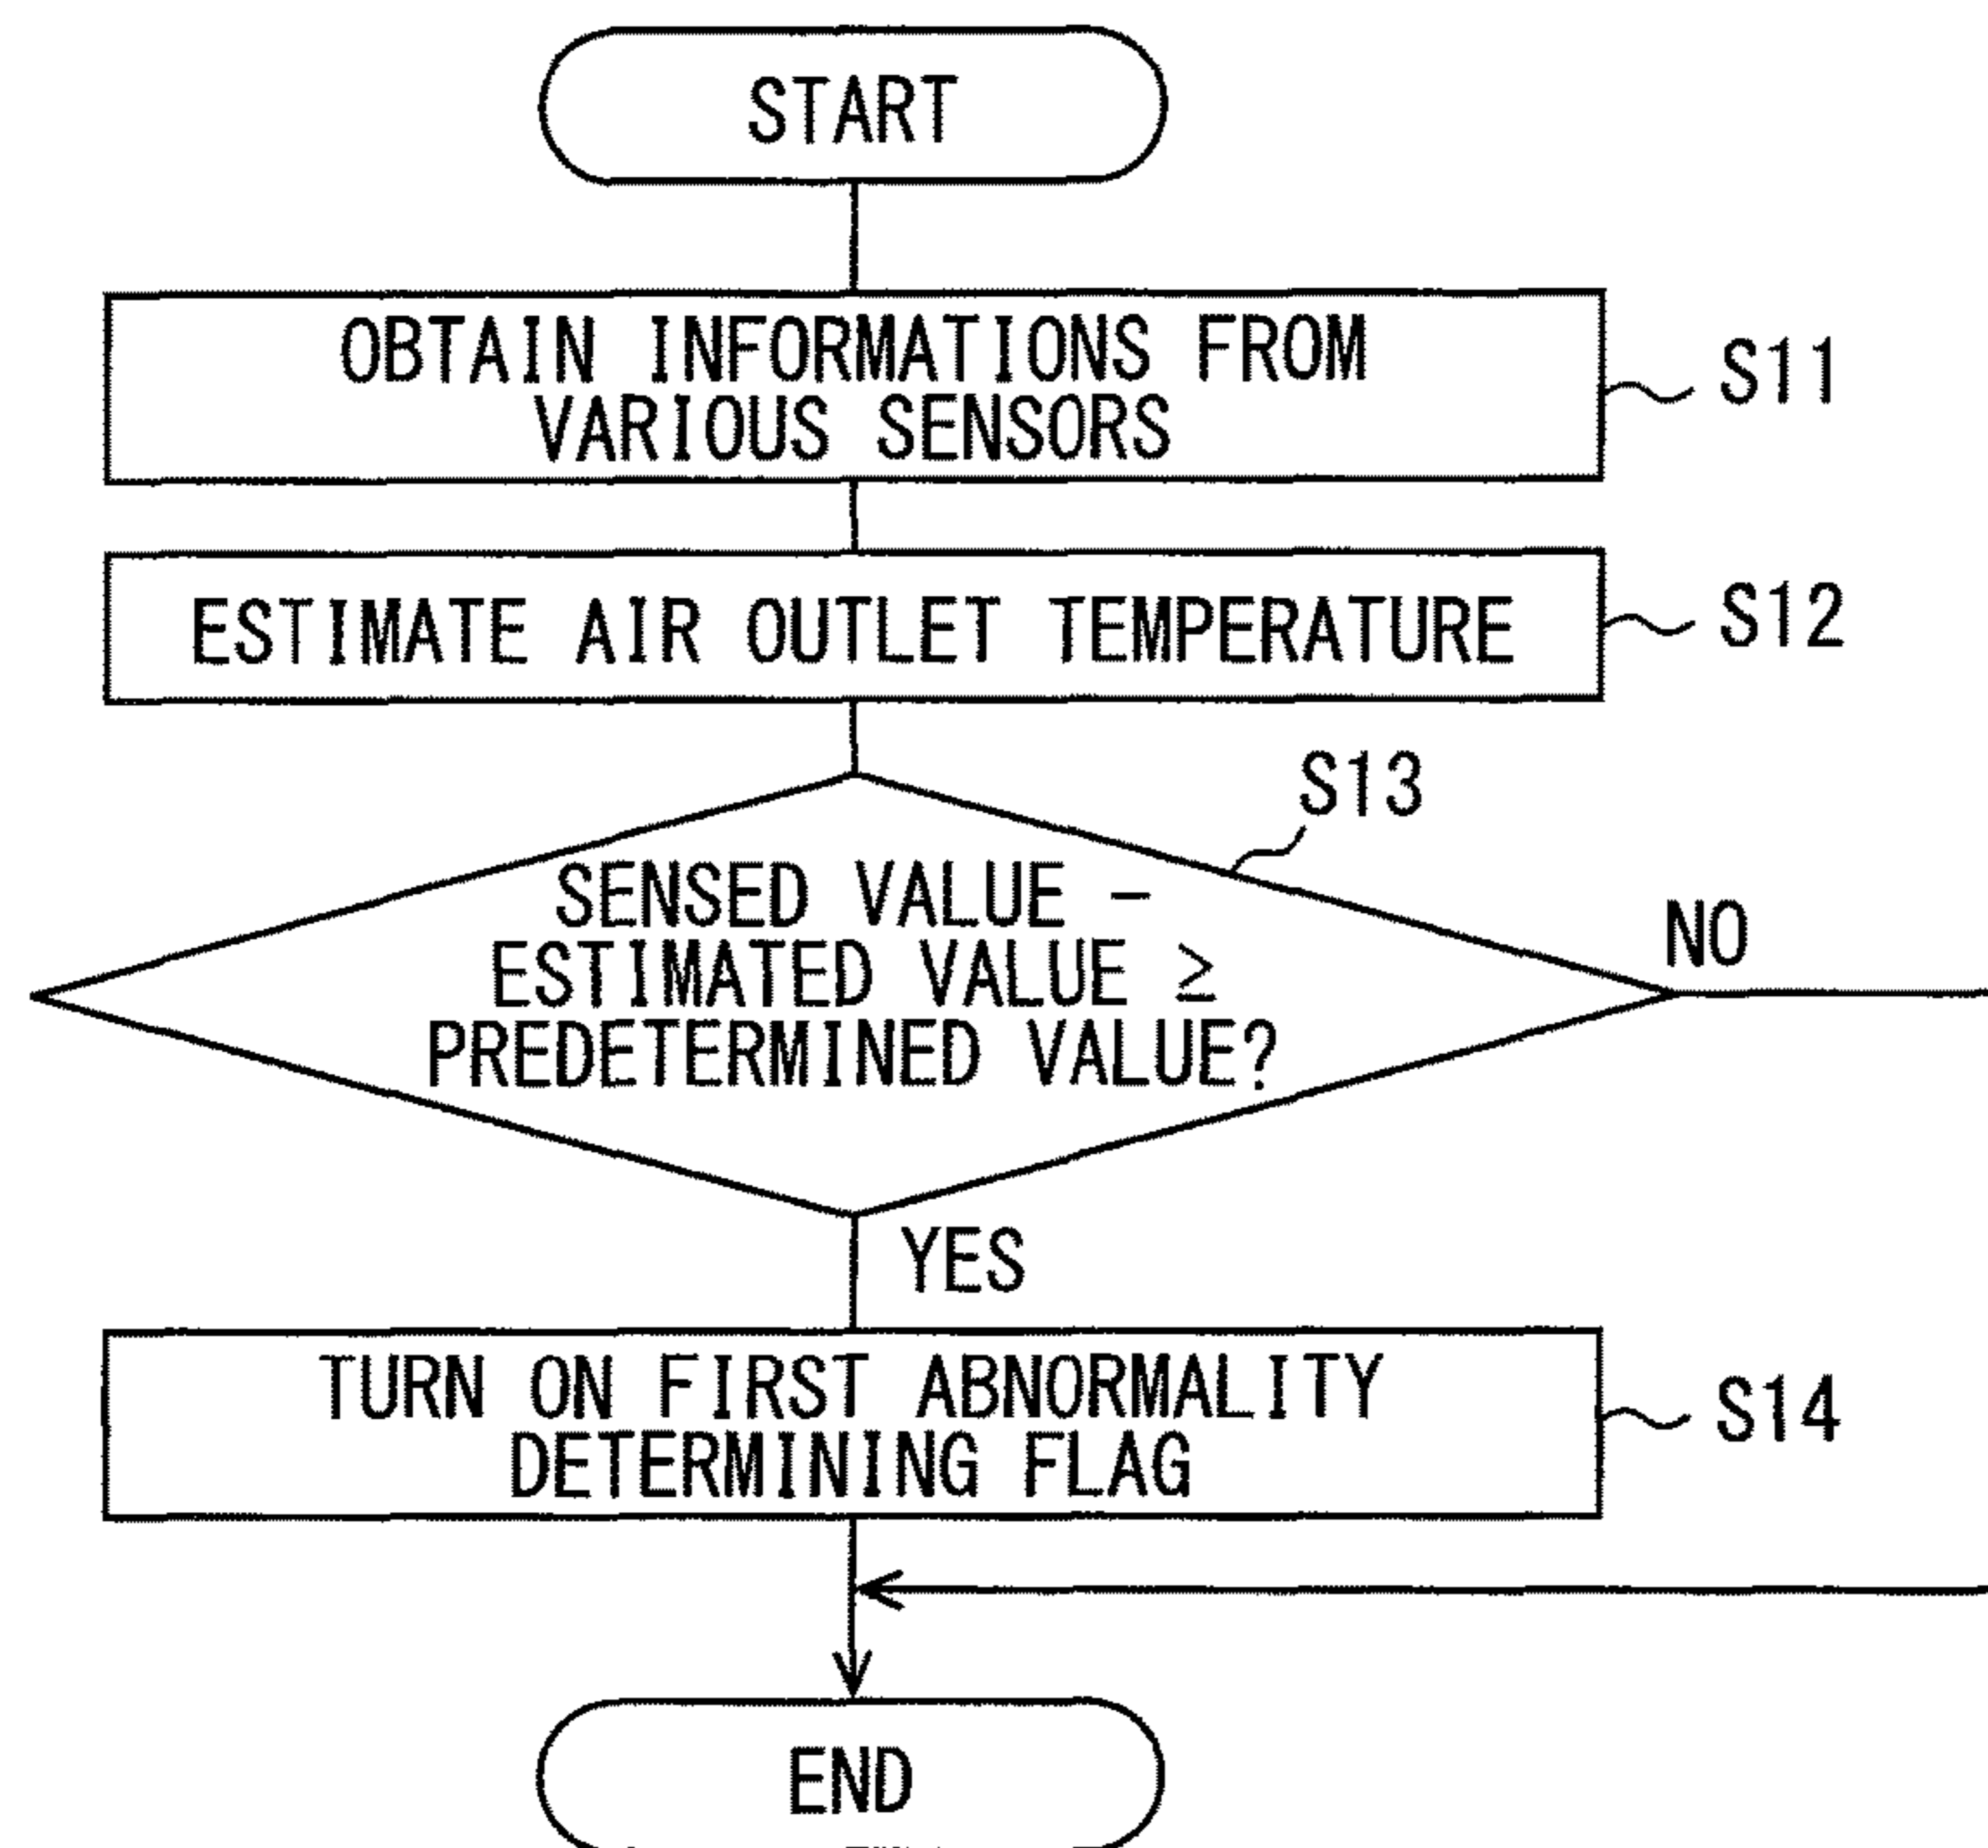 START
OBTAIN INFORMATIONS FROM
VARIOUS SENSORS
S11
ESTIMATE AIR OUTLET TEMPERATURE
S12
S13
SENSED VALUE -
ESTIMATED VALUE ≥
PREDETERMINED VALUE?
NO
YES
TURN ON FIRST ABNORMALITY
DETERMINING FLAG
S14
END